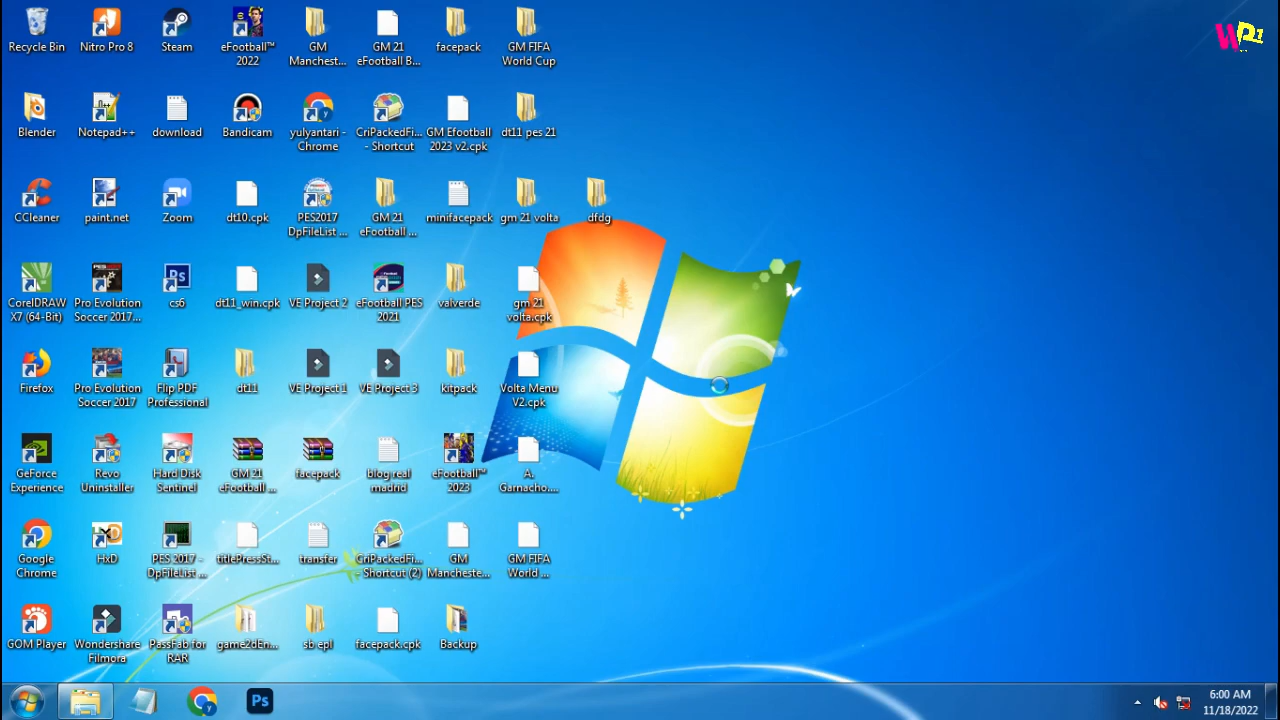 WP21
Recycle Bin
Nitro Pro 8
Steam
eFootball™
2022
GM
Manchest...
GM 21
eFootball B...
facepack
GM FIFA
World Cup
Blender
Notepad++
download
Bandicam
yulyantari -
Chrome
CriPackedFi...
- Shortcut
GM Efootball
2023 v2.cpk
dt11 pes 21
CCleaner
paint.net
Zoom
dt10.cpk
PES2017
DpFileList ...
GM 21
eFootball ...
minifacepack
gm 21 volta
dfdg
CorelDRAW
X7 (64-Bit)
Pro Evolution
Soccer 2017...
Ps
cs6
dt11_win.cpk
VE Project 2
eFootball PES
2021
valverde
gm 21
volta.cpk
Firefox
Pro Evolution
Soccer 2017
Flip PDF
Professional
dt11
VE Project 1
VE Project 3
kitpack
Volta Menu
V2.cpk
GeForce
Experience
Revo
Uninstaller
Hard Disk
Sentinel
GM 21
eFootball ...
facepack
blog real
madrid
eFootball™
2023
A.
Garnacho....
Google
Chrome
HxD
PES 2017 -
DpFileList ...
titlePressSt...
transfer
CriPackedFi...
- Shortcut (2)
GM
Mancheste...
GM FIFA
World ...
GOM Player
Wondershare
Filmora
PassFab for
RAR
game2dEn...
sb epl
facepack.cpk
Backup
Ps
6:00 AM
11/18/2022